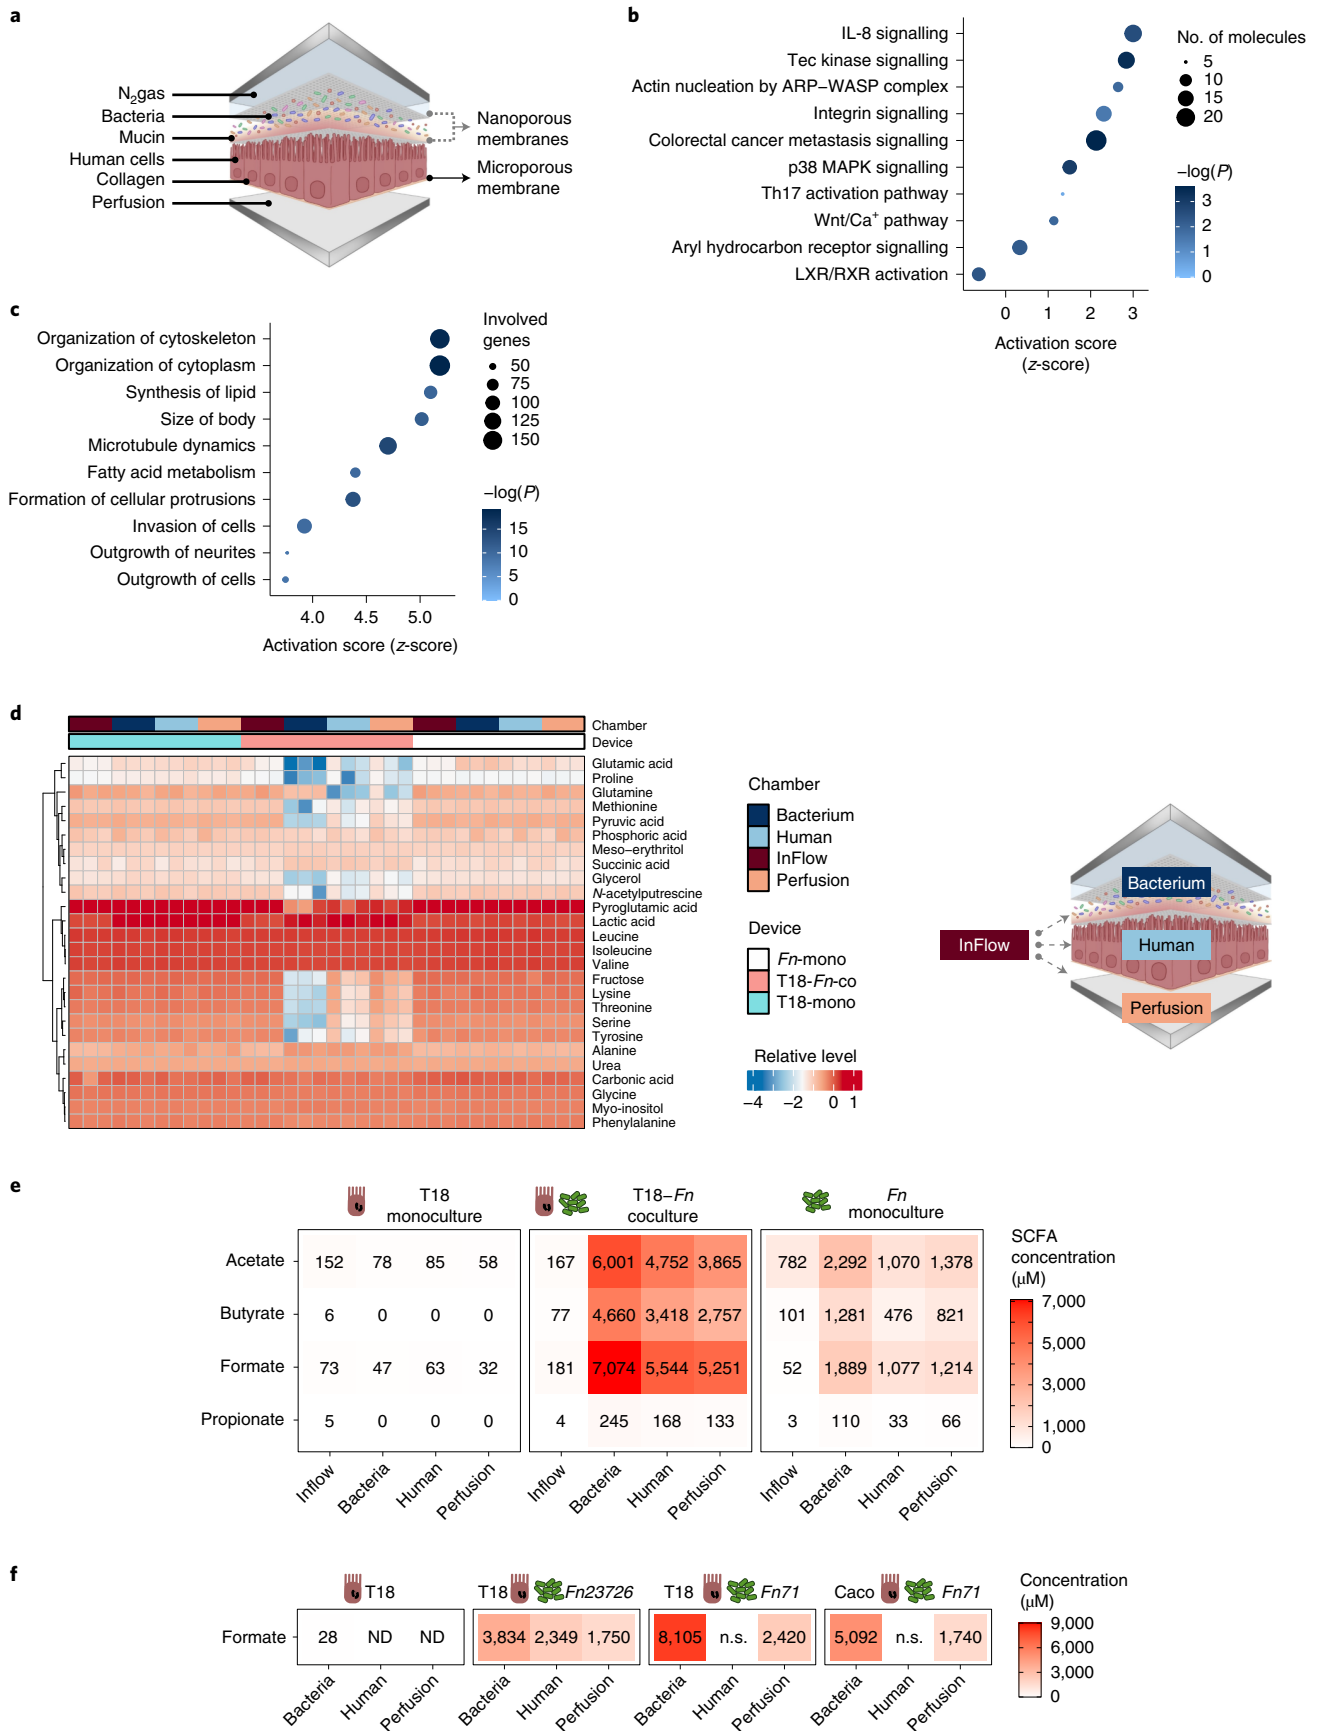 a
N2gas
Bacteria
Mucin
Human cells
Collagen
Perfusion
Nanoporous
membranes
Microporous
membrane
b
IL-8 signalling
Tec kinase signalling
Actin nucleation by ARP–WASP complex
Integrin signalling
Colorectal cancer metastasis signalling
p38 MAPK signalling
Th17 activation pathway
Wnt/Ca+ pathway
Aryl hydrocarbon receptor signalling
LXR/RXR activation
0 1 2 3
Activation score
(z-score)
No. of molecules
5
10
15
20
−log(P)
3
2
1
0
c
Organization of cytoskeleton
Organization of cytoplasm
Synthesis of lipid
Size of body
Microtubule dynamics
Fatty acid metabolism
Formation of cellular protrusions
Invasion of cells
Outgrowth of neurites
Outgrowth of cells
4.0 4.5 5.0
Activation score (z-score)
Involved
genes
50
75
100
125
150
−log(P)
15
10
5
0
d
Chamber
Device
Glutamic acid
Proline
Glutamine
Methionine
Pyruvic acid
Phosphoric acid
Meso−erythritol
Succinic acid
Glycerol
N-acetylputrescine
Pyroglutamic acid
Lactic acid
Leucine
Isoleucine
Valine
Fructose
Lysine
Threonine
Serine
Tyrosine
Alanine
Urea
Carbonic acid
Glycine
Myo-inositol
Phenylalanine
Chamber
Bacterium
Human
InFlow
Perfusion
Device
Fn-mono
T18-Fn-co
T18-mono
Relative level
−4 −2 0 1
InFlow
Bacterium
Human
Perfusion
e
T18
monoculture
T18–Fn
coculture
Fn
monoculture
Acetate 152 78 85 58 167 6,001 4,752 3,865 782 2,292 1,070 1,378
Butyrate 6 0 0 0 77 4,660 3,418 2,757 101 1,281 476 821
Formate 73 47 63 32 181 7,074 5,544 5,251 52 1,889 1,077 1,214
Propionate 5 0 0 0 4 245 168 133 3 110 33 66
Inflow Bacteria Human Perfusion Inflow Bacteria Human Perfusion Inflow Bacteria Human Perfusion
SCFA
concentration
(μM)
7,000
5,000
3,000
1,000
0
f
T18 T18 Fn23726 T18 Fn71 Caco Fn71
Formate 28 ND ND 3,834 2,349 1,750 8,105 n.s. 2,420 5,092 n.s. 1,740
Bacteria Human Perfusion Bacteria Human Perfusion Bacteria Human Perfusion Bacteria Human Perfusion
Concentration
(μM)
9,000
6,000
3,000
0